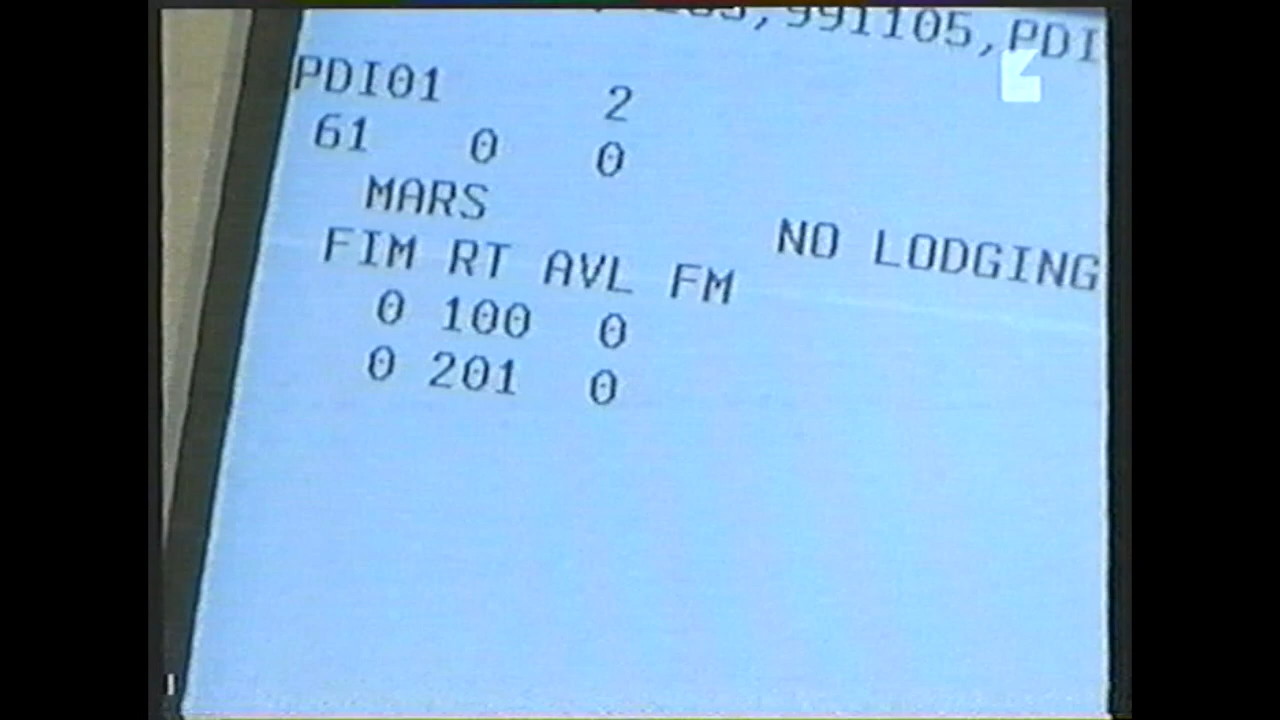 ,991105,PDI
PDI01 2
61 0 0
MARS NO LODGING
FIM RT AVL FM
0 100 0
0 201 0